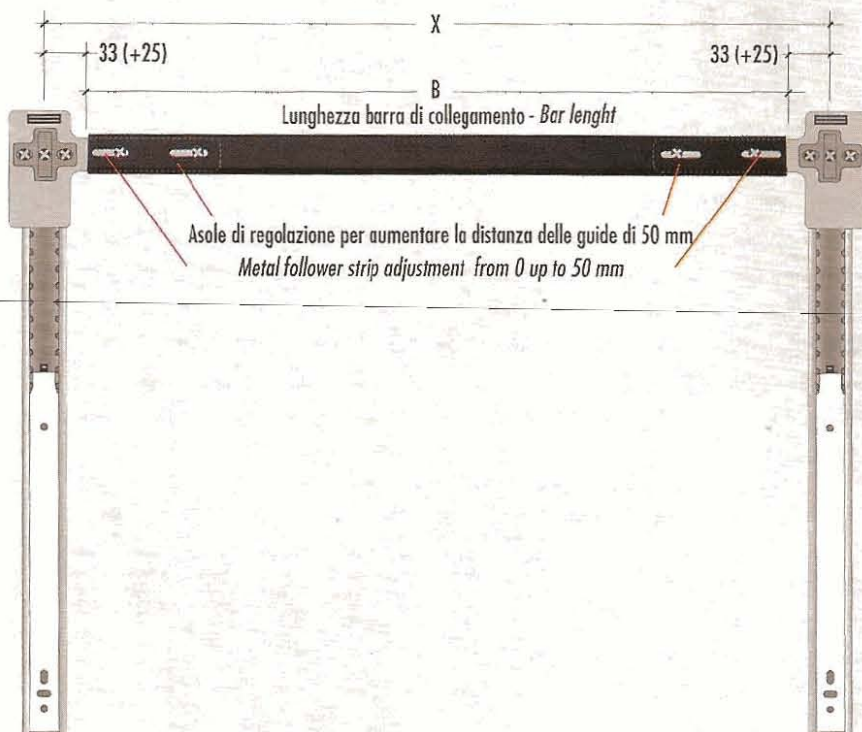 X
33 (+25)
33 (+25)
B
Lunghezza barra di collegamento - Bar lenght
Asole di regolazione per aumentare la distanza delle guide di 50 mm
Metal follower strip adjustment from 0 up to 50 mm